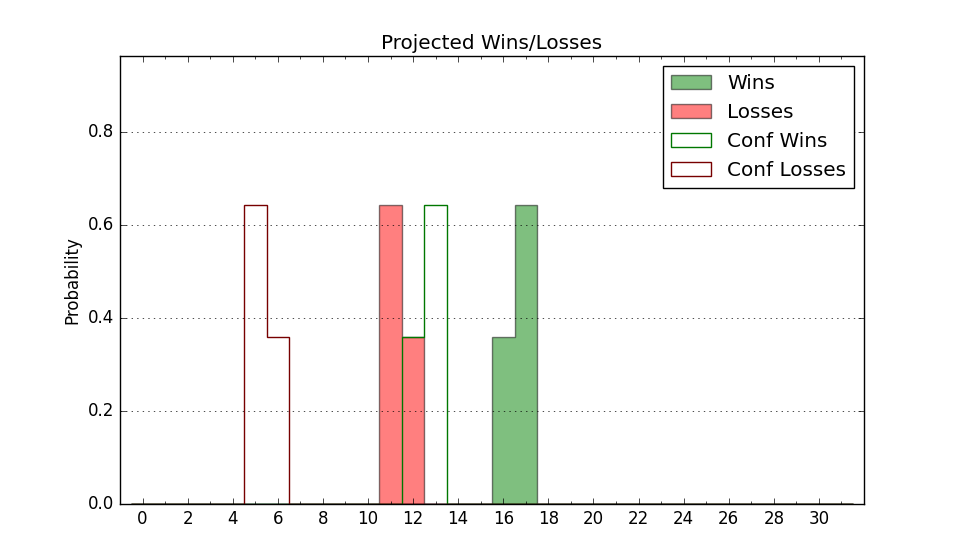 Projected Wins/Losses
Wins
Losses
Conf Wins
Conf Losses
Probability
0.8
0.6
0.4
0.2
0.0
0 2 4 6 8 10 12 14 16 18 20 22 24 26 28 30